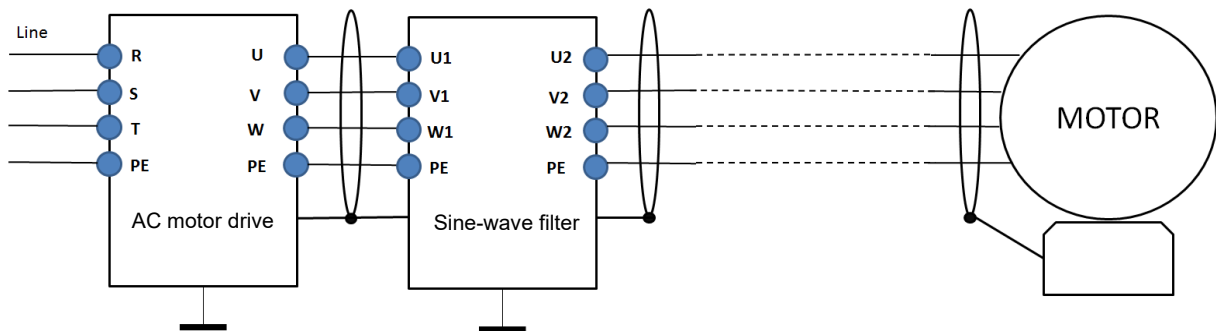 Line
R U U1 U2
S V V1 V2
T W W1 W2
PE PE PE PE
MOTOR
AC motor drive
Sine-wave filter